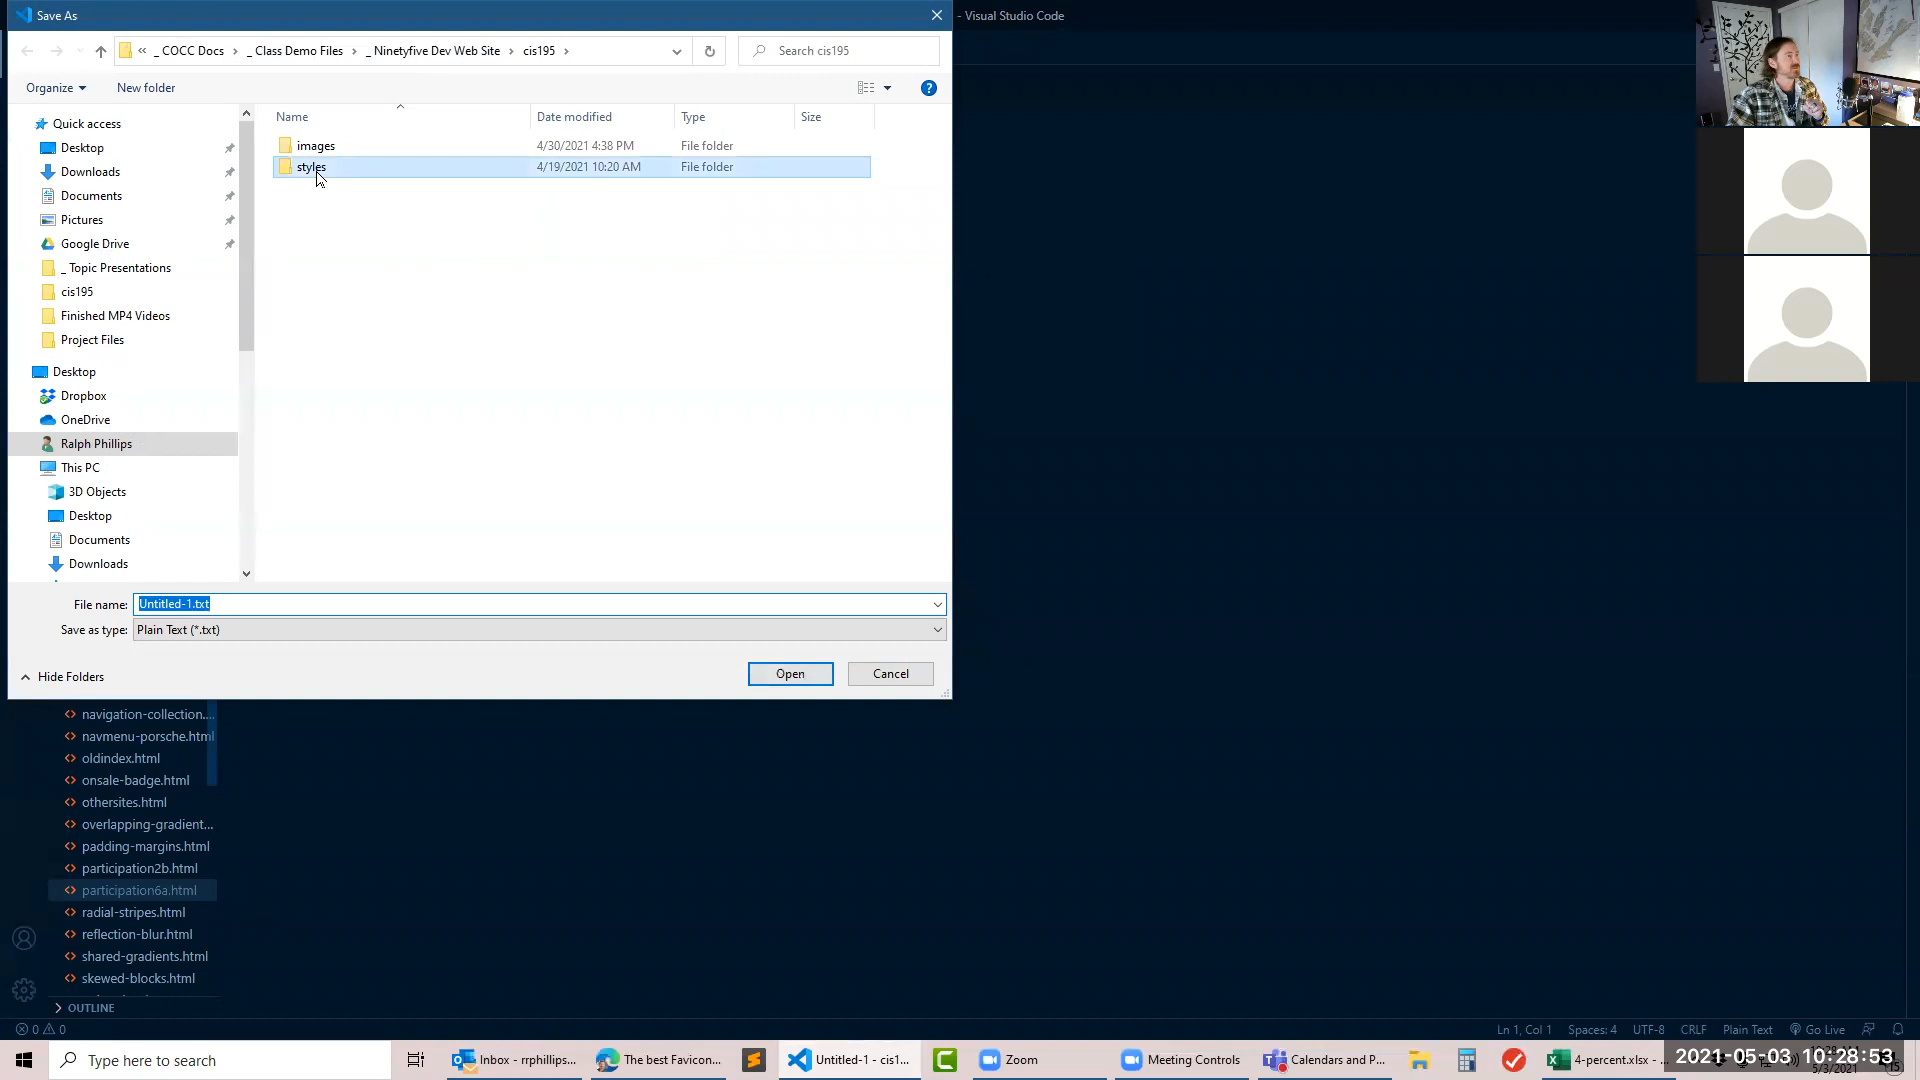 Save As
- Visual Studio Code
« _ COCC Docs > _ Class Demo Files > _ Ninetyfive Dev Web Site > cis195 >
Search cis195
Organize
New folder
Name
Date modified
Type
Size
images
4/30/2021 4:38 PM
File folder
styles
4/19/2021 10:20 AM
File folder
Quick access
Desktop
Downloads
Documents
Pictures
Google Drive
_ Topic Presentations
cis195
Finished MP4 Videos
Project Files
Desktop
Dropbox
OneDrive
Ralph Phillips
This PC
3D Objects
Desktop
Documents
Downloads
File name:
Untitled-1.txt
Save as type:
Plain Text (*.txt)
Hide Folders
Open
Cancel
navigation-collection....
navmenu-porsche.html
oldindex.html
onsale-badge.html
othersites.html
overlapping-gradient...
padding-margins.html
participation2b.html
participation6a.html
radial-stripes.html
reflection-blur.html
shared-gradients.html
skewed-blocks.html
OUTLINE
0 0
Ln 1, Col 1
Spaces: 4
UTF-8
CRLF
Plain Text
Go Live
Type here to search
Inbox - rrphillips...
The best Favicon...
Untitled-1 - cis1...
Zoom
Meeting Controls
Calendars and P...
4-percent.xlsx - ...
2021-05-03 10:28:53
5/3/2021
15